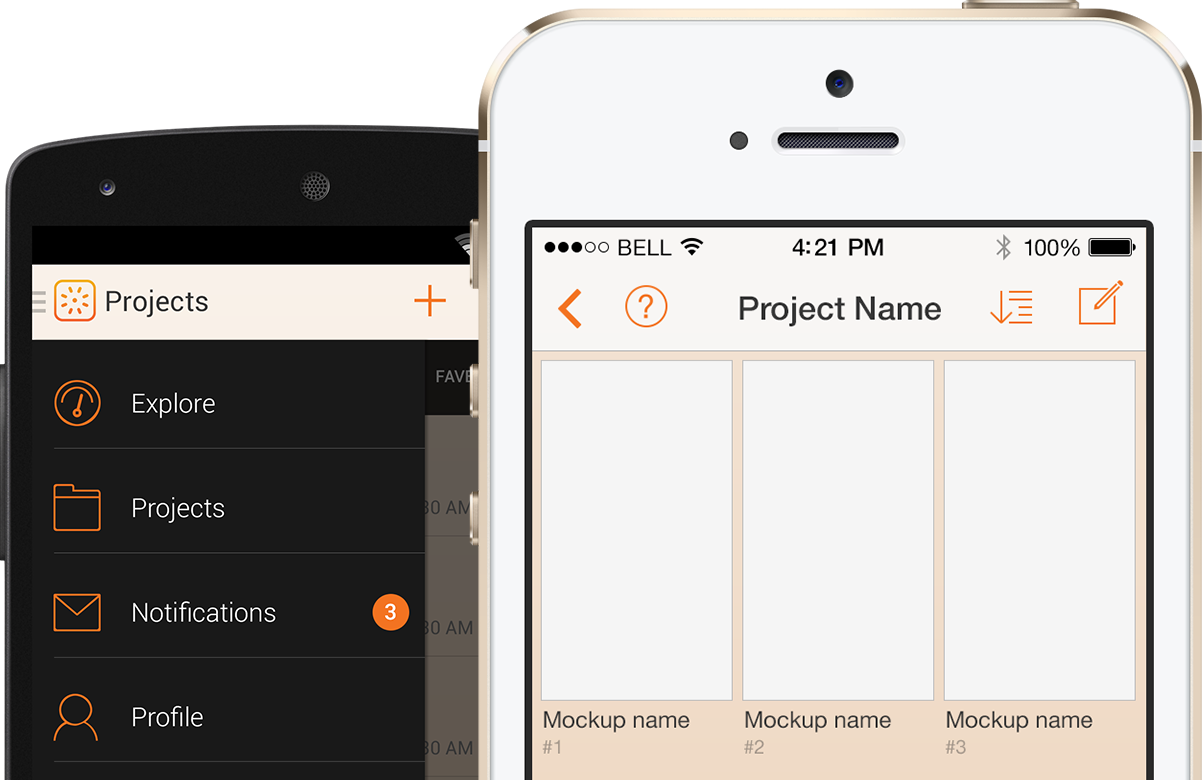 Projects
FAVE
Explore
Projects
30 AM
Notifications
3
30 AM
Profile
30 AM
BELL
4:21 PM
100%
?
Project Name
Mockup name
#1
Mockup name
#2
Mockup name
#3